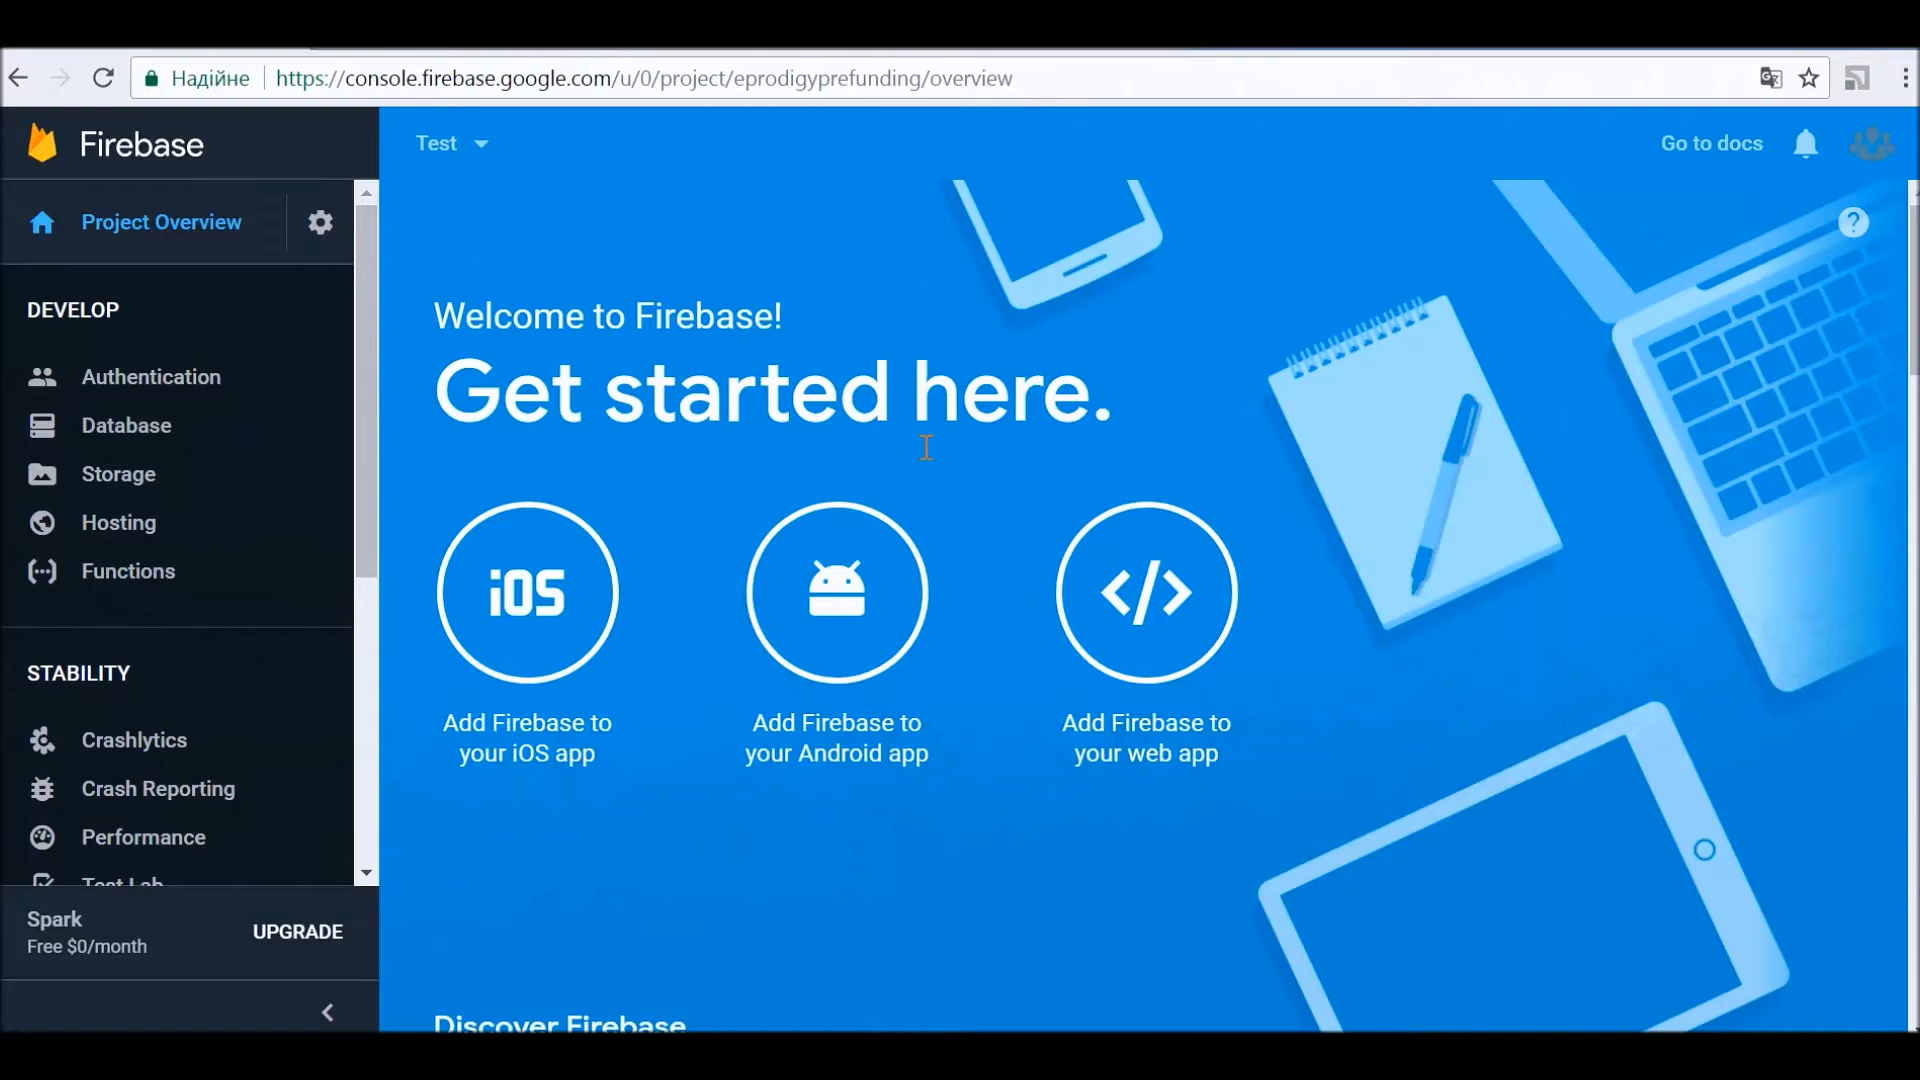 Надійне https://console.firebase.google.com/u/0/project/eprodigyprefunding/overview
Firebase
Test
Go to docs
Project Overview
?
DEVELOP
Authentication
Database
Storage
Hosting
Functions
STABILITY
Crashlytics
Crash Reporting
Performance
Test Lab
Spark
Free $0/month
UPGRADE
Welcome to Firebase!
Get started here.
iOS
Add Firebase to
your iOS app
Add Firebase to
your Android app
</>
Add Firebase to
your web app
Discover Firebase